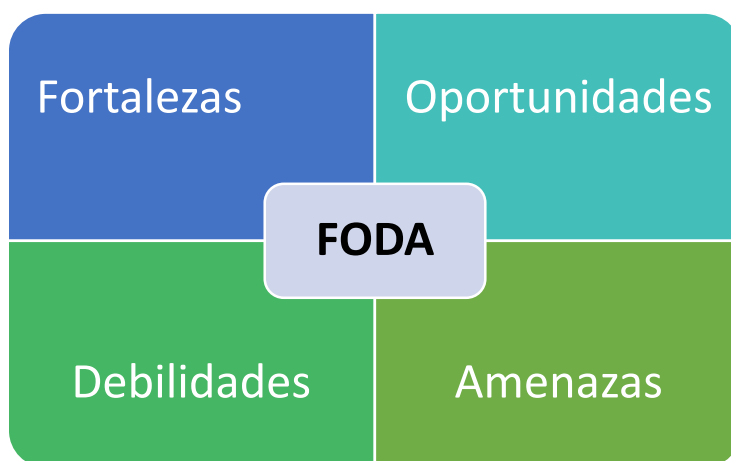 Fortalezas
Oportunidades
FODA
Debilidades
Amenazas